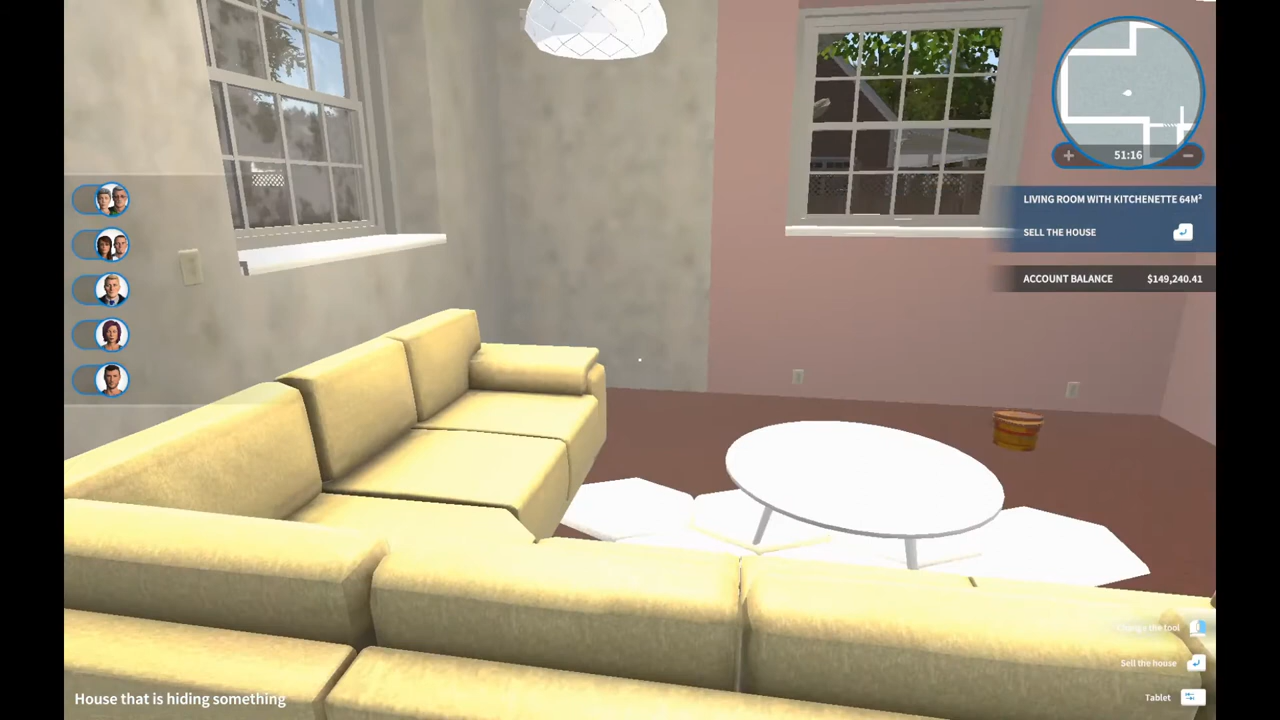 51:16
LIVING ROOM WITH KITCHENETTE 64M²
SELL THE HOUSE
ACCOUNT BALANCE $149,240.41
Change the tool
Sell the house
Tablet
House that is hiding something